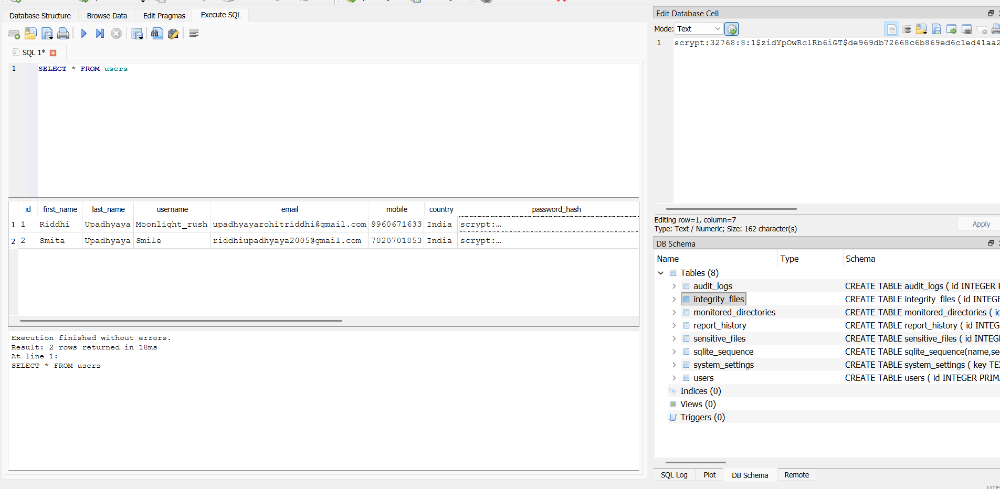 Database Structure Browse Data Edit Pragmas Execute SQL
SQL 1*
1 SELECT * FROM users
id first_name last_name username email mobile country password_hash
1 1 Riddhi Upadhyaya Moonlight_rush upadhyayarohitriddhi@gmail.com 9960671633 India scrypt:…
2 2 Smita Upadhyaya Smile riddhiupadhyaya2005@gmail.com 7020701853 India scrypt:…
Execution finished without errors.
Result: 2 rows returned in 18ms
At line 1:
SELECT * FROM users
Edit Database Cell
Mode: Text
1 scrypt:32768:8:1$zidYpOwRclRb6iGT$de969db72668c6b869ed6c1ed41aa2
Editing row=1, column=7
Type: Text / Numeric; Size: 162 character(s)
Apply
DB Schema
Name Type Schema
Tables (8)
audit_logs CREATE TABLE audit_logs ( id INTEGER
integrity_files CREATE TABLE integrity_files ( id INTEGE
monitored_directories CREATE TABLE monitored_directories ( id
report_history CREATE TABLE report_history ( id INTEG
sensitive_files CREATE TABLE sensitive_files ( id INTEGE
sqlite_sequence CREATE TABLE sqlite_sequence(name,se
system_settings CREATE TABLE system_settings ( key TE
users CREATE TABLE users ( id INTEGER PRIM
Indices (0)
Views (0)
Triggers (0)
SQL Log Plot DB Schema Remote